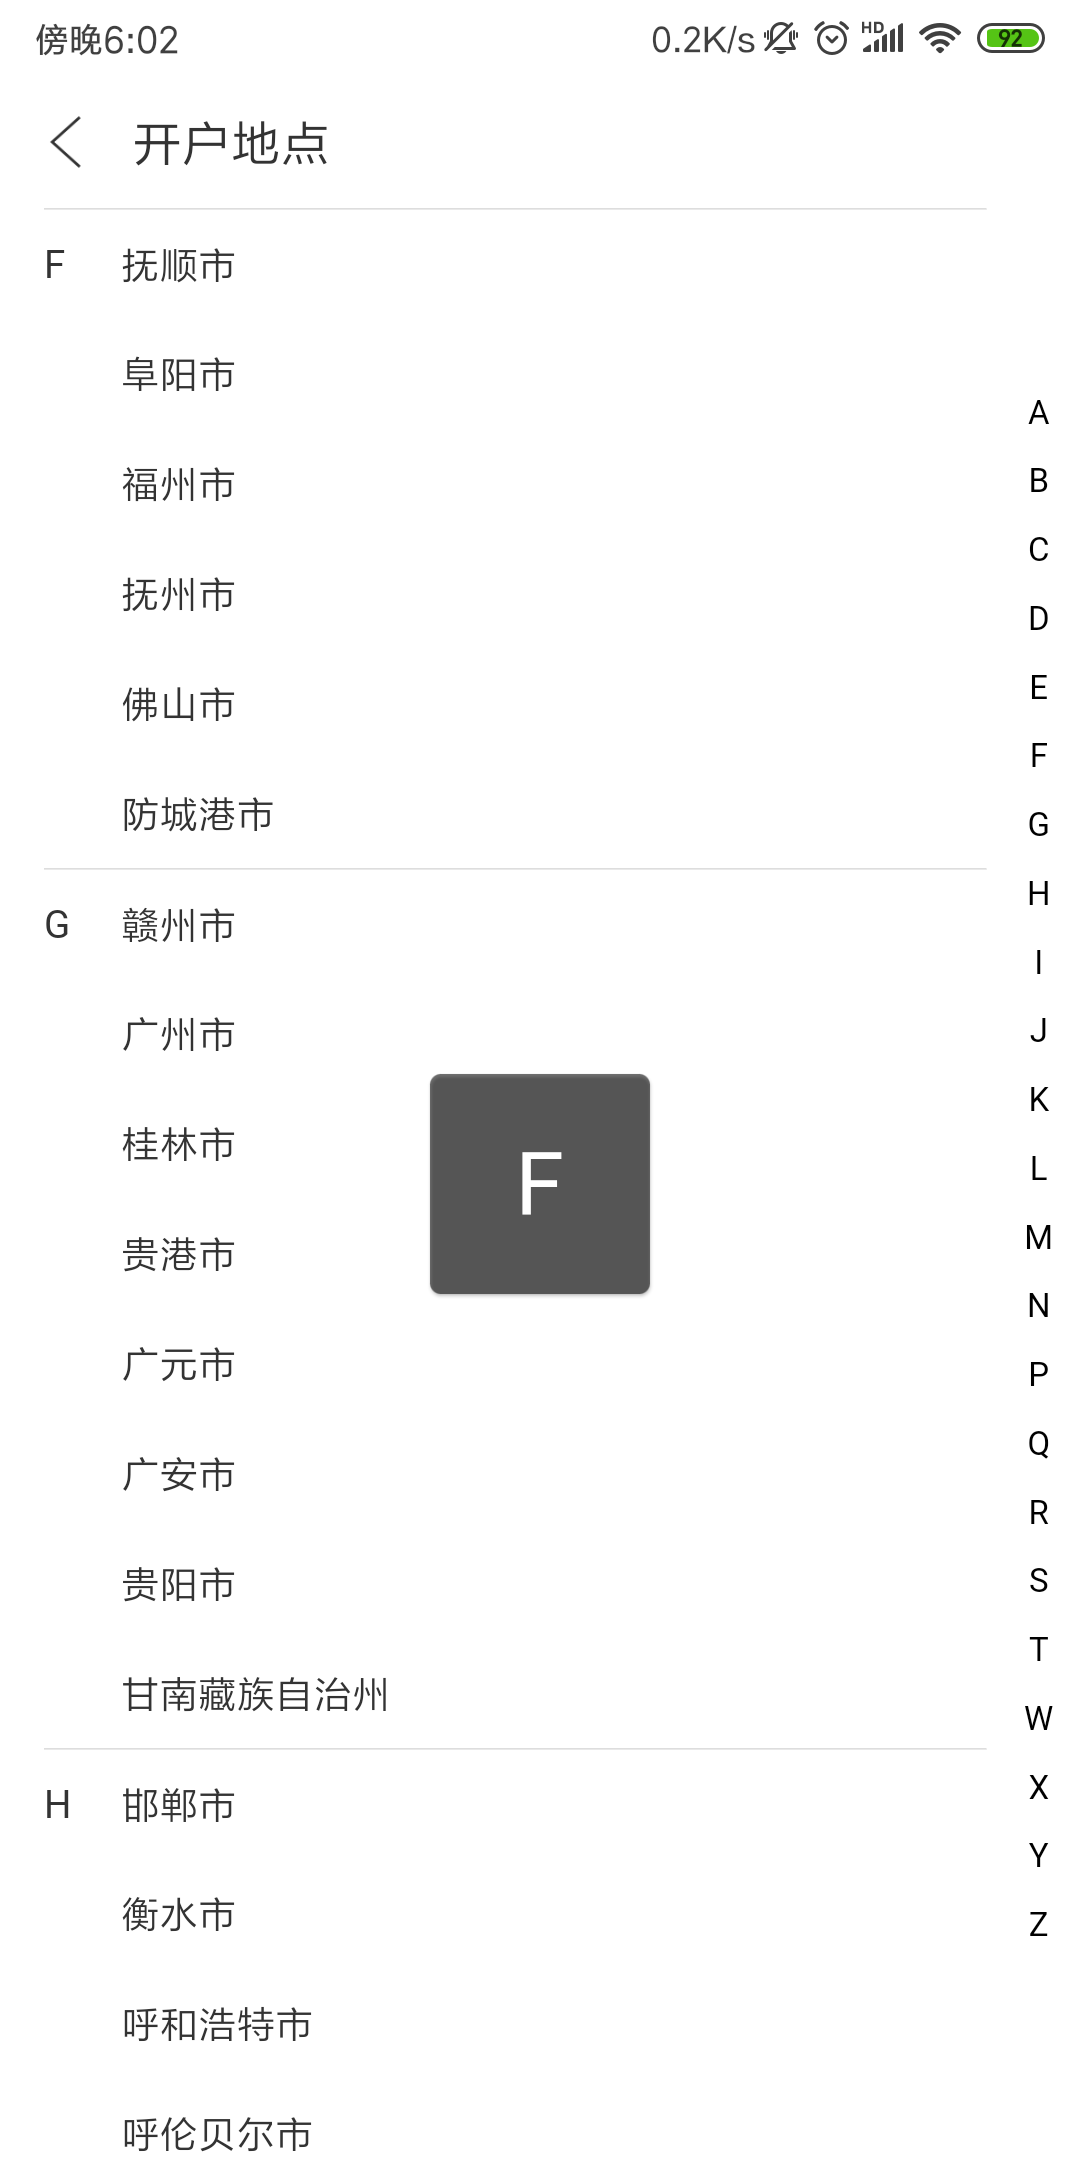 傍晚6:02 0.2K/s HD 92
开户地点
F 抚顺市
阜阳市
福州市
抚州市
佛山市
防城港市
G 赣州市
广州市
桂林市
贵港市
广元市
广安市
贵阳市
甘南藏族自治州
H 邯郸市
衡水市
呼和浩特市
呼伦贝尔市
F
A
B
C
D
E
F
G
H
I
J
K
L
M
N
P
Q
R
S
T
W
X
Y
Z